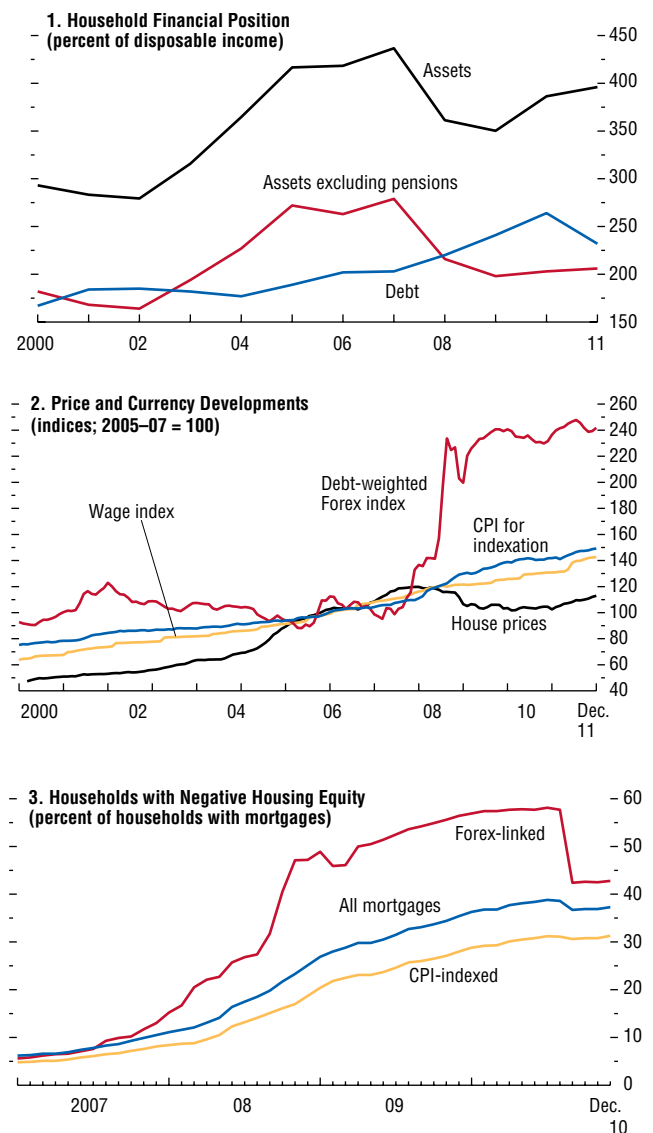 1. Household Financial Position
(percent of disposable income)
450
400
350
300
250
200
150
Assets
Assets excluding pensions
Debt
2000 02 04 06 08 11
2. Price and Currency Developments
(indices; 2005–07 = 100)
260
240
220
200
180
160
140
120
100
80
60
40
Debt-weighted
Forex index
Wage index
CPI for
indexation
House prices
2000 02 04 06 08 10 Dec.
11
3. Households with Negative Housing Equity
(percent of households with mortgages)
60
50
40
30
20
10
0
Forex-linked
All mortgages
CPI-indexed
2007 08 09 Dec.
10